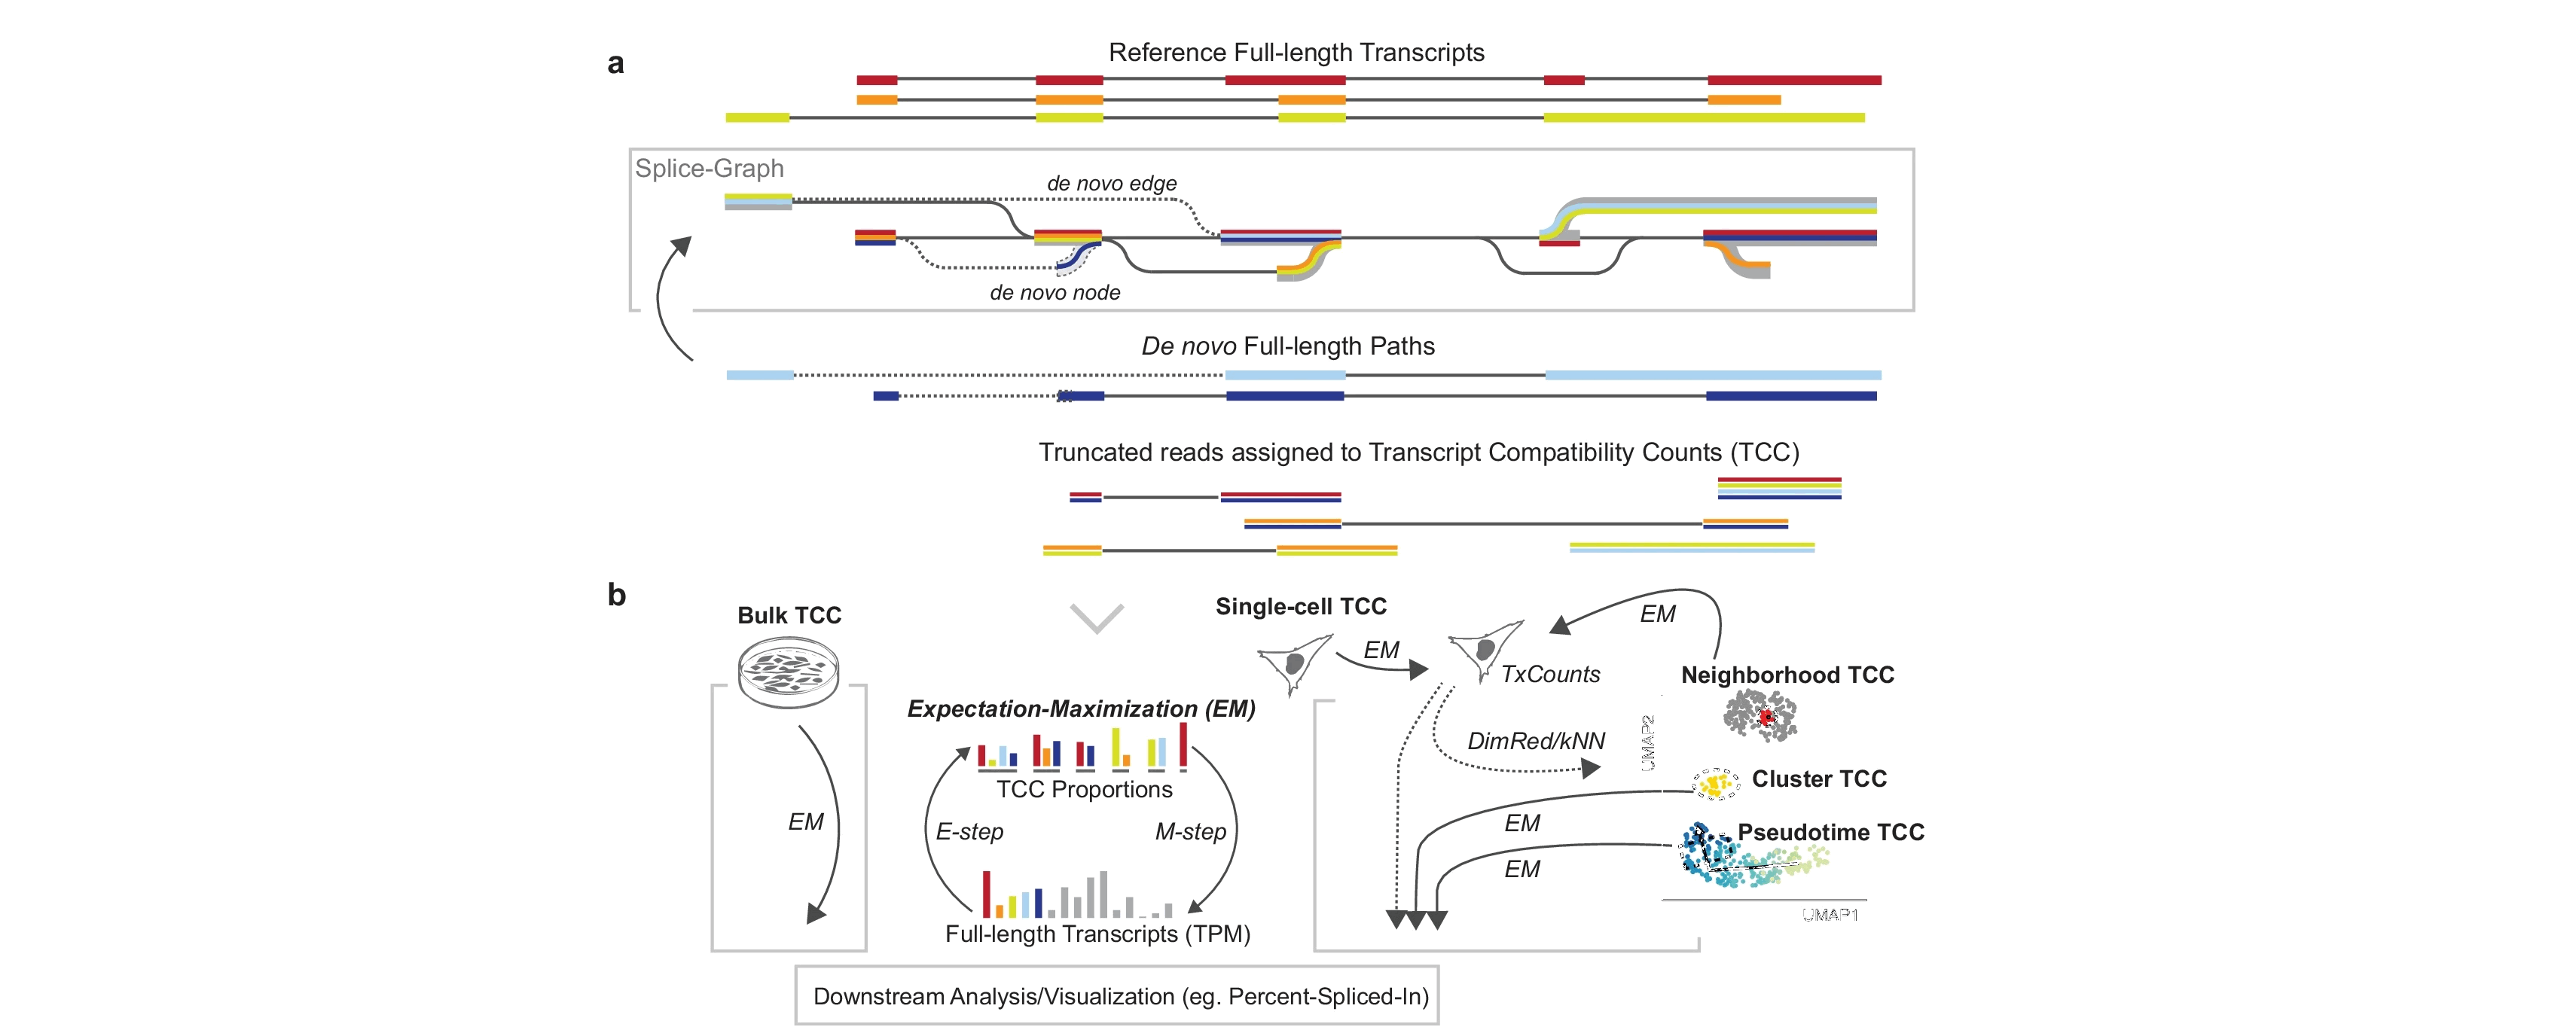 a
Reference Full-length Transcripts
Splice-Graph
de novo edge
de novo node
De novo Full-length Paths
Truncated reads assigned to Transcript Compatibility Counts (TCC)
b
Bulk TCC
EM
Expectation-Maximization (EM)
TCC Proportions
E-step
M-step
Full-length Transcripts (TPM)
Single-cell TCC
EM
TxCounts
EM
Neighborhood TCC
DimRed/kNN
UMAP2
Cluster TCC
EM
Pseudotime TCC
EM
UMAP1
Downstream Analysis/Visualization (eg. Percent-Spliced-In)